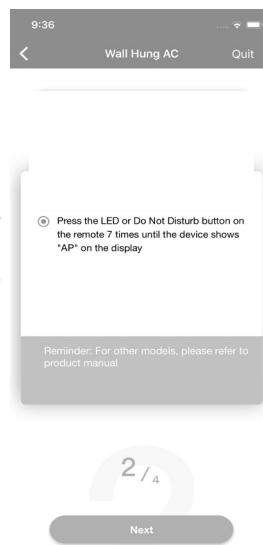 9:36
Wall Hung AC Quit
Press the LED or Do Not Disturb button on
the remote 7 times until the device shows
"AP" on the display
Reminder: For other models, please refer to
product manual
2/4
Next